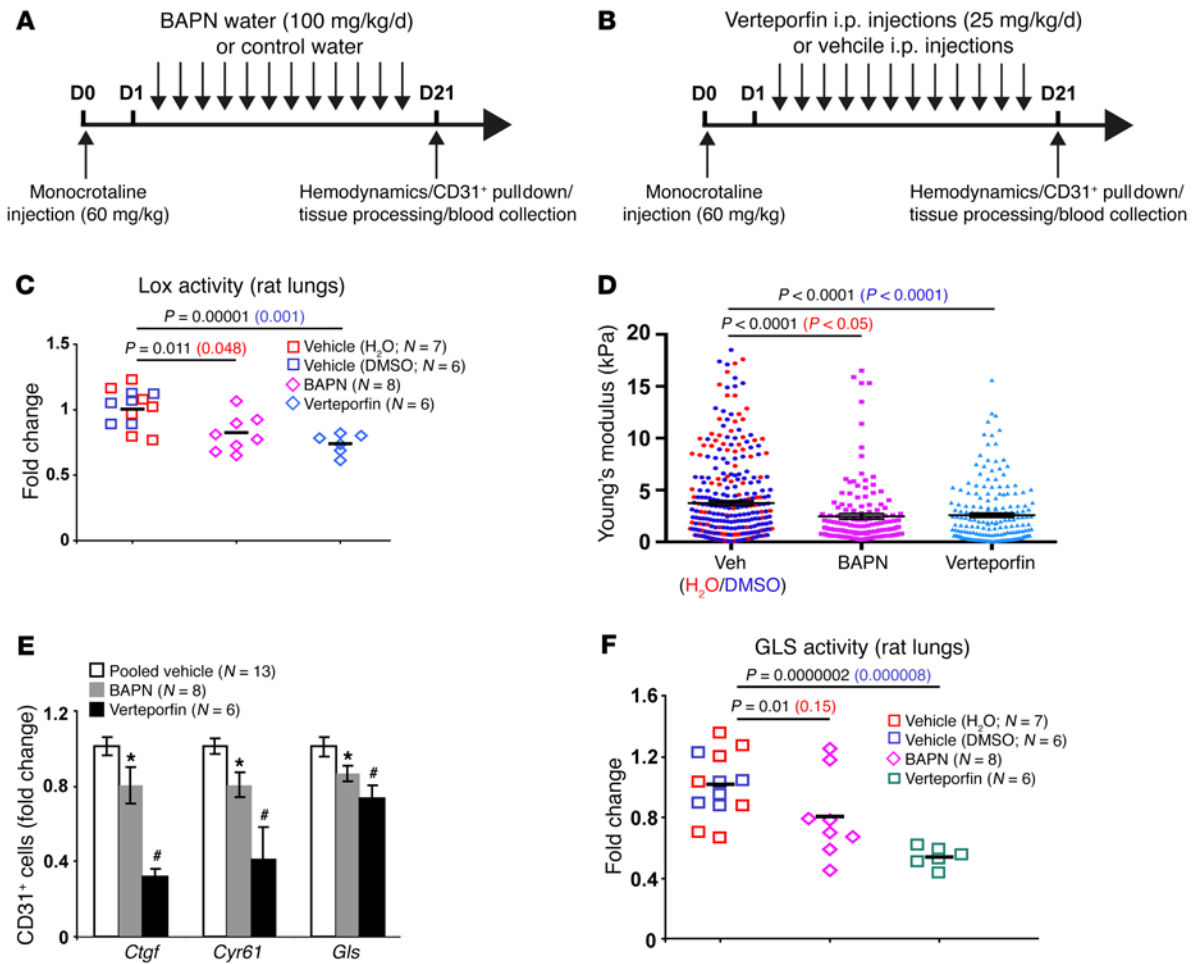 A
BAPN water (100 mg/kg/d)
or control water
D0
D1
D21
Monocrotaline
injection (60 mg/kg)
Hemodynamics/CD31⁺ pulldown/
tissue processing/blood collection
B
Verteporfin i.p. injections (25 mg/kg/d)
or vehcile i.p. injections
D0
D1
D21
Monocrotaline
injection (60 mg/kg)
Hemodynamics/CD31⁺ pulldown/
tissue processing/blood collection
C
Lox activity (rat lungs)
P = 0.00001 (0.001)
P = 0.011 (0.048)
Vehicle (H₂O; N = 7)
Vehicle (DMSO; N = 6)
BAPN (N = 8)
Verteporfin (N = 6)
Fold change
1.5
1
0.5
0
D
P < 0.0001 (P < 0.0001)
P < 0.0001 (P < 0.05)
Young's modulus (kPa)
20
15
10
5
0
Veh
(H₂O/DMSO)
BAPN
Verteporfin
E
Pooled vehicle (N = 13)
BAPN (N = 8)
Verteporfin (N = 6)
CD31⁺ cells (fold change)
1.2
0.8
0.4
0
* # * # * #
Ctgf
Cyr61
Gls
F
GLS activity (rat lungs)
P = 0.0000002 (0.000008)
P = 0.01 (0.15)
Vehicle (H₂O; N = 7)
Vehicle (DMSO; N = 6)
BAPN (N = 8)
Verteporfin (N = 6)
Fold change
1.6
1.2
0.8
0.4
0